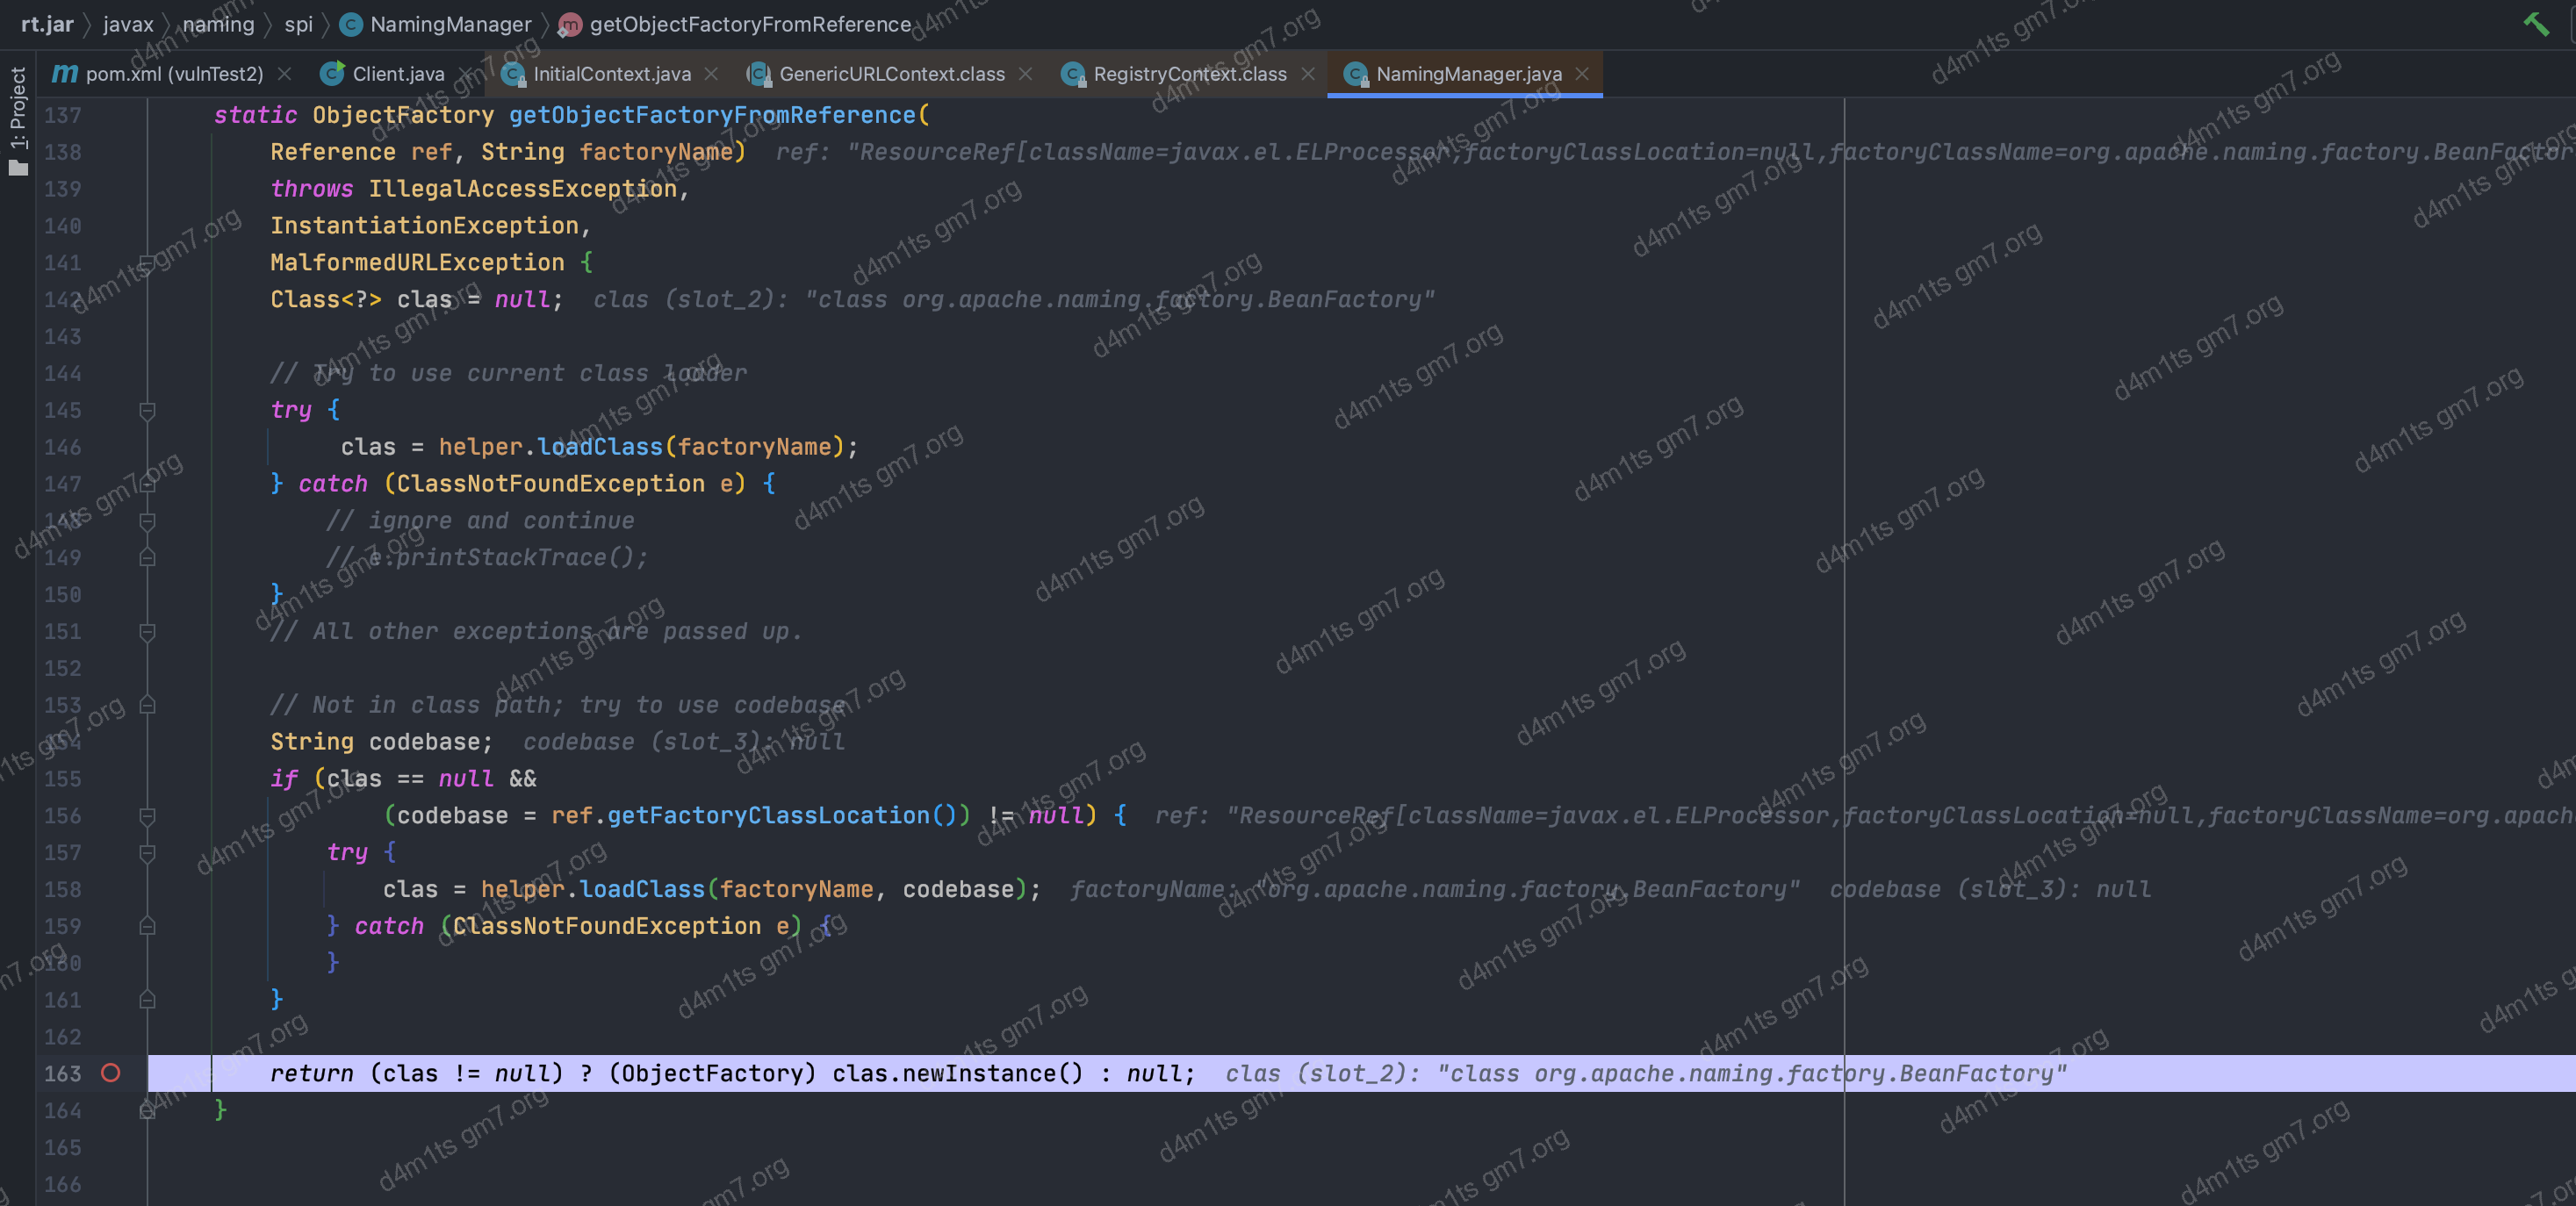 rt.jar javax naming spi NamingManager getObjectFactoryFromReference
1: Project
pom.xml (vulnTest2) Client.java InitialContext.java GenericURLContext.class RegistryContext.class NamingManager.java
137 static ObjectFactory getObjectFactoryFromReference(
138 Reference ref, String factoryName) ref: "ResourceRef[className=javax.el.ELProcessor,factoryClassLocation=null,factoryClassName=org.apache.naming.factory.BeanFactor
139 throws IllegalAccessException,
140 InstantiationException,
141 MalformedURLException {
142 Class<?> clas = null; clas (slot_2): "class org.apache.naming.factory.BeanFactory"
143
144 // Try to use current class loader
145 try {
146 clas = helper.loadClass(factoryName);
147 } catch (ClassNotFoundException e) {
148 // ignore and continue
149 // e.printStackTrace();
150 }
151 // All other exceptions are passed up.
152
153 // Not in class path; try to use codebase
154 String codebase; codebase (slot_3): null
155 if (clas == null &&
156 (codebase = ref.getFactoryClassLocation()) != null) { ref: "ResourceRef[className=javax.el.ELProcessor,factoryClassLocation=null,factoryClassName=org.apach
157 try {
158 clas = helper.loadClass(factoryName, codebase); factoryName: "org.apache.naming.factory.BeanFactory" codebase (slot_3): null
159 } catch (ClassNotFoundException e) {
160 }
161 }
162
163 return (clas != null) ? (ObjectFactory) clas.newInstance() : null; clas (slot_2): "class org.apache.naming.factory.BeanFactory"
164 }
165
166
d4m1ts gm7.org